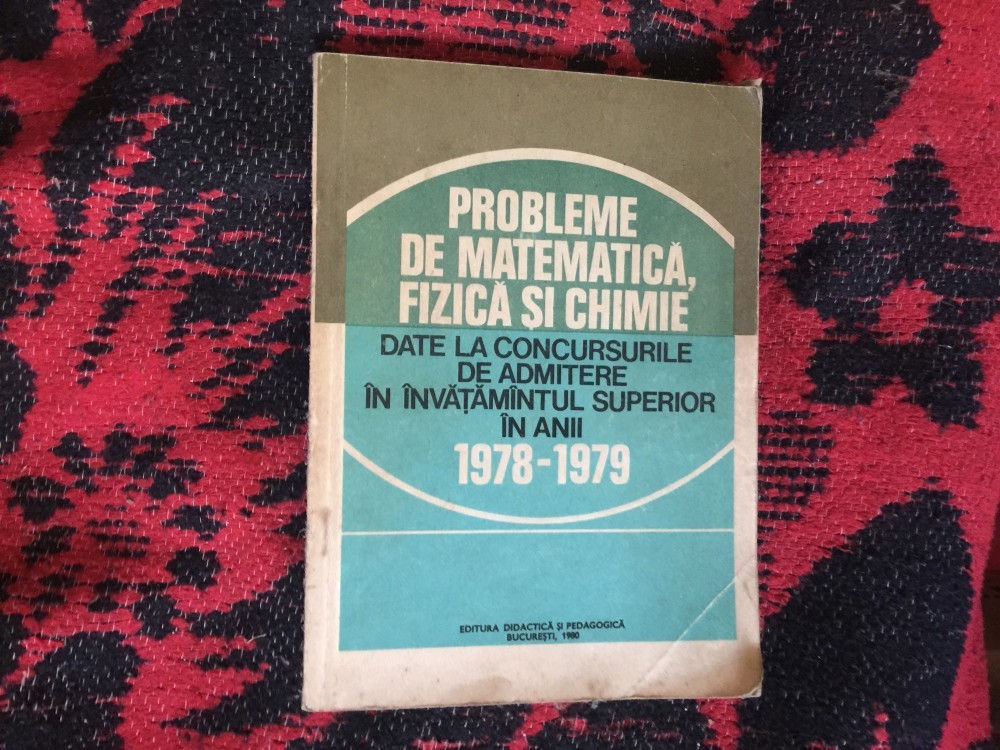 PROBLEME
DE MATEMATICĂ,
FIZICĂ ȘI CHIMIE
DATE LA CONCURSURILE
DE ADMITERE
ÎN ÎNVĂȚĂMÎNTUL SUPERIOR
ÎN ANII
1978-1979
EDITURA DIDACTICĂ ȘI PEDAGOGICĂ
BUCUREȘTI, 1980